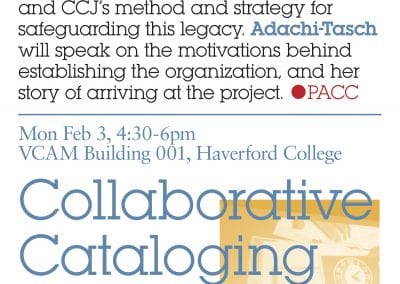 and CCJ's method and strategy for
safeguarding this legacy. Adachi-Tasch
will speak on the motivations behind
establishing the organization, and her
story of arriving at the project. ●PACC
Mon Feb 3, 4:30-6pm
VCAM Building 001, Haverford College
Collaborative
Cataloging